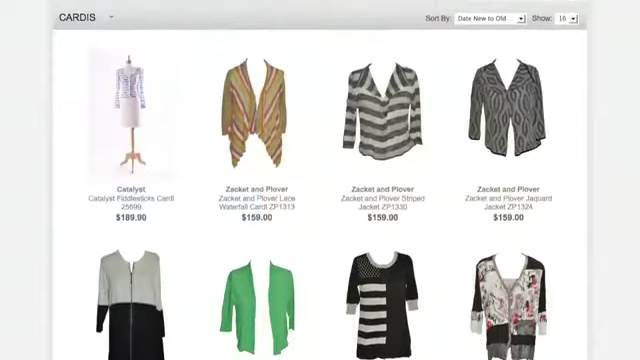 CARDIS
Sort By: Date New to Old ... Show: 16
Catalyst
Catalyst Fiddlesticks Cardi
25699
$189.90
Zacket and Plover
Zacket and Plover Lace
Waterfall Cardi ZP1313
$159.00
Zacket and Plover
Zacket and Plover Striped
Jacket ZP1330
$159.00
Zacket and Plover
Zacket and Plover Jaquard
Jacket ZP1324
$159.00